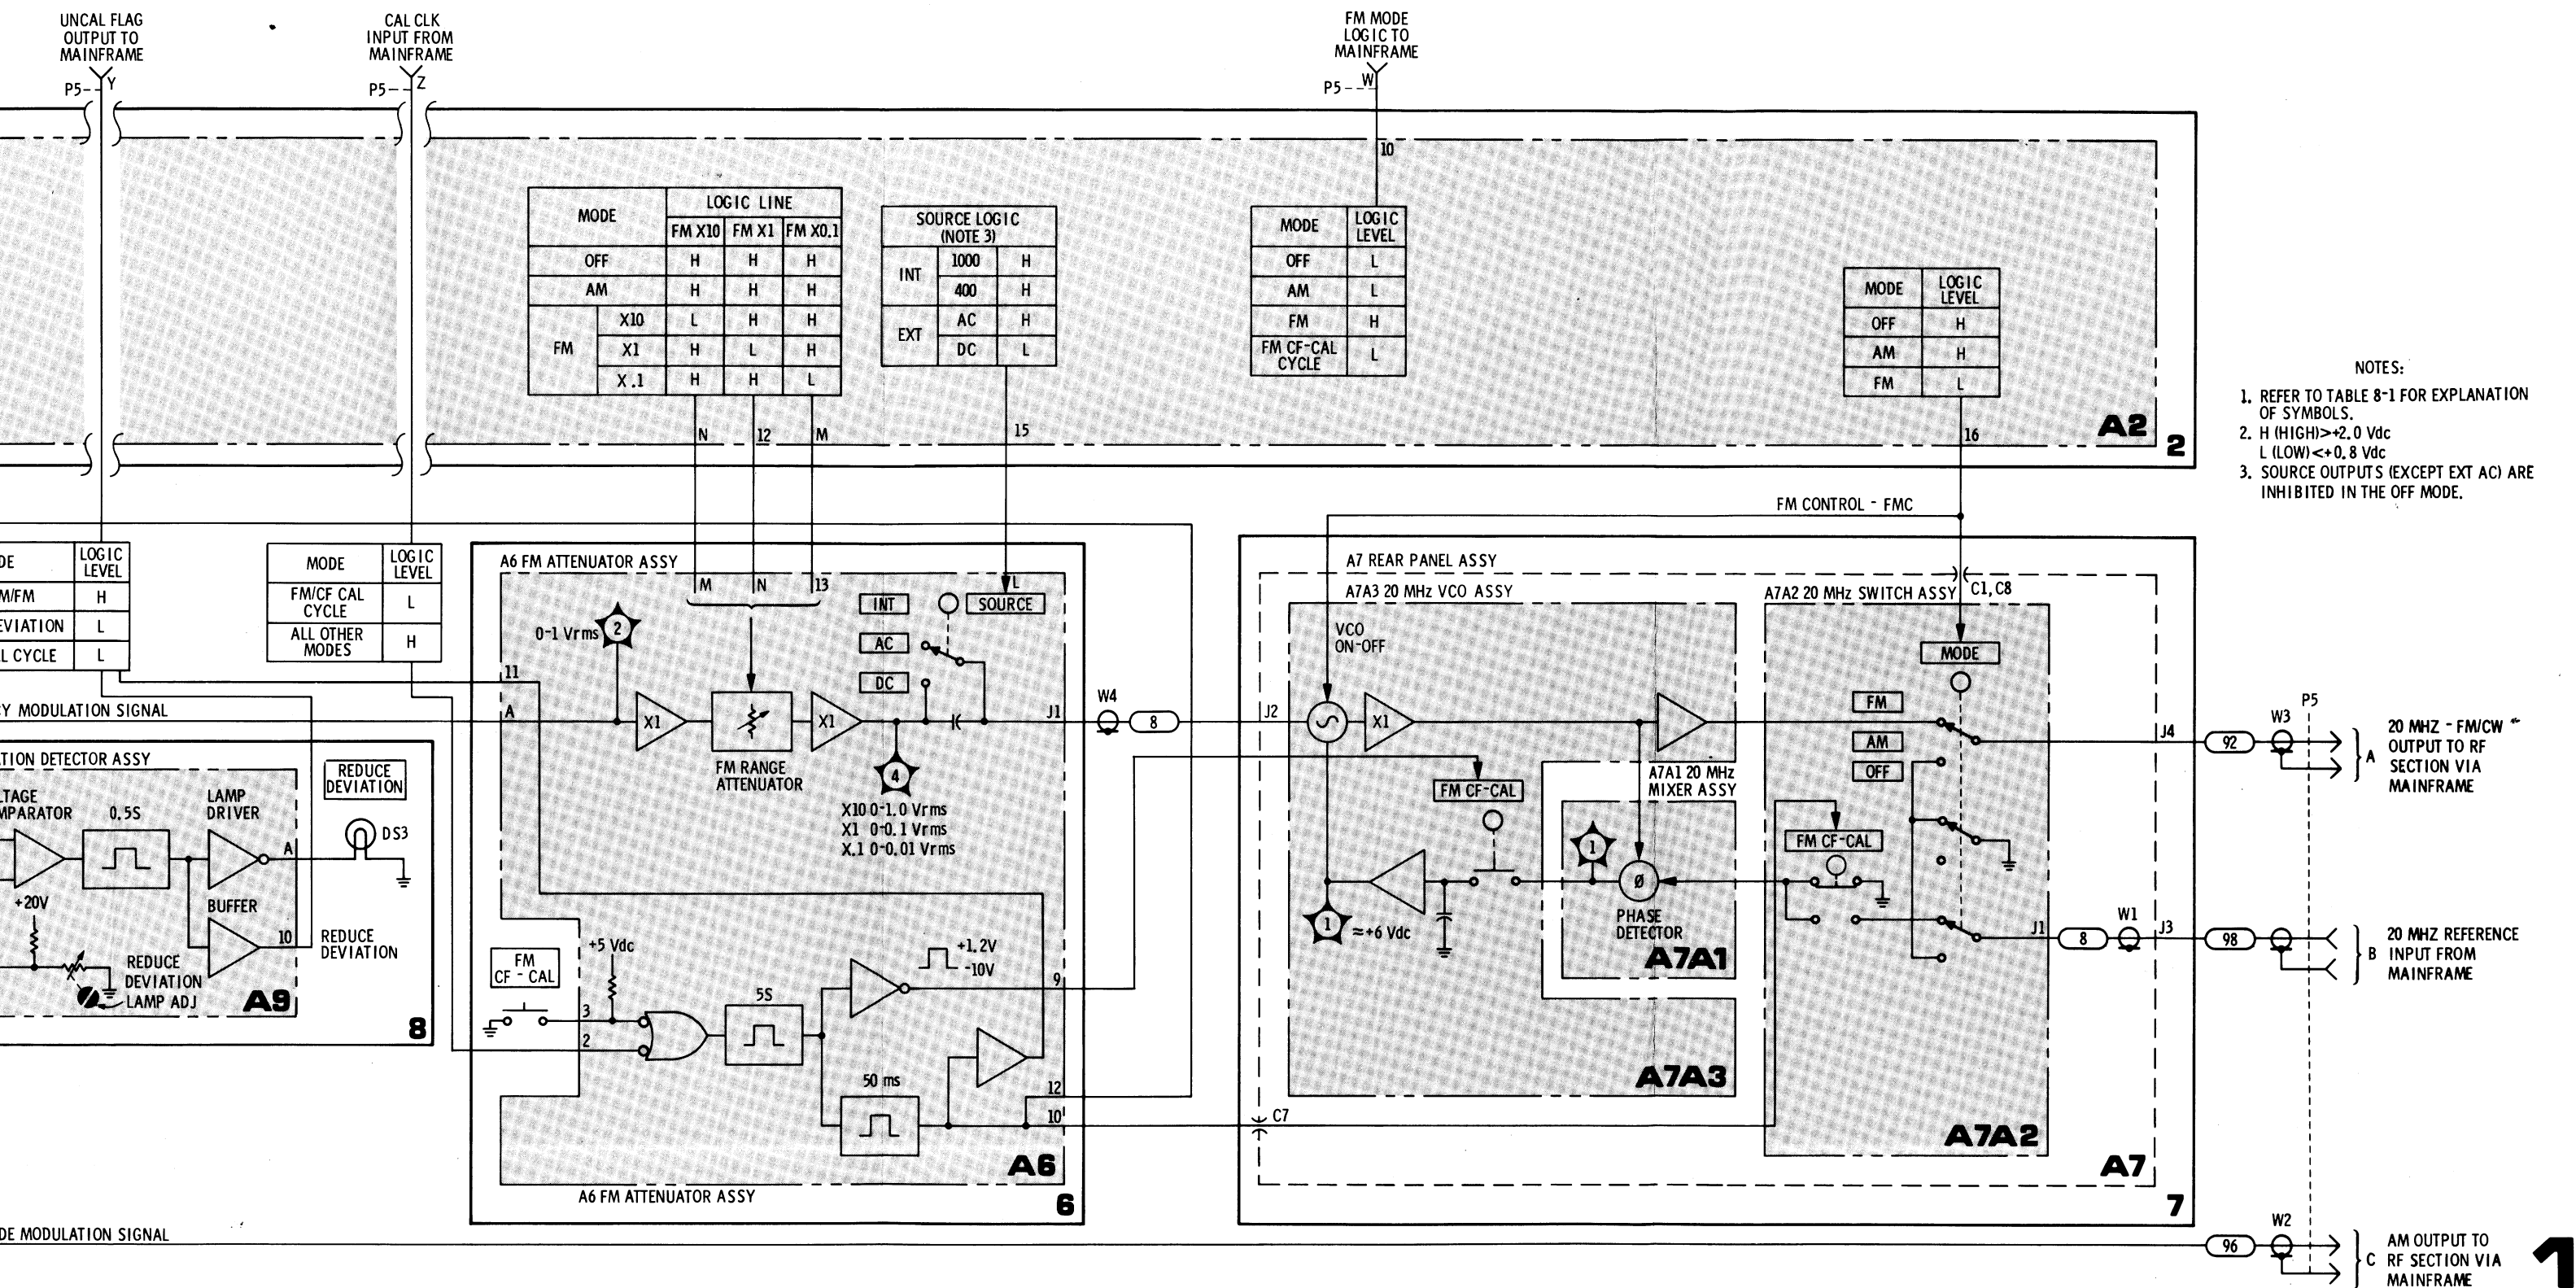 UNCAL FLAG
OUTPUT TO
MAINFRAME
P5-- Y
CAL CLK
INPUT FROM
MAINFRAME
P5-- Z
FM MODE
LOGIC TO
MAINFRAME
P5-- W
10
MODE
LOGIC LINE
FM X10 FM X1 FM X0.1
OFF H H H
AM H H H
FM
X10 L H H
X1 H L H
X.1 H H L
N 12 M
SOURCE LOGIC
(NOTE 3)
INT
1000 H
400 H
EXT
AC H
DC L
15
MODE LOGIC
LEVEL
OFF L
AM L
FM H
FM CF-CAL
CYCLE L
MODE LOGIC
LEVEL
OFF H
AM H
FM L
16
A2
2
NOTES:
1. REFER TO TABLE 8-1 FOR EXPLANATION
OF SYMBOLS.
2. H (HIGH)>+2.0 Vdc
L (LOW)<+0.8 Vdc
3. SOURCE OUTPUTS (EXCEPT EXT AC) ARE
INHIBITED IN THE OFF MODE.
DE LOGIC
LEVEL
M/FM H
EVIATION L
L CYCLE L
MODE LOGIC
LEVEL
FM/CF CAL
CYCLE L
ALL OTHER
MODES H
Y MODULATION SIGNAL
TION DETECTOR ASSY
LTAGE
MPARATOR
0.5S
LAMP
DRIVER
A
REDUCE
DEVIATION
DS3
+20V
BUFFER
10
REDUCE
DEVIATION
REDUCE
DEVIATION
LAMP ADJ
A9
8
A6 FM ATTENUATOR ASSY
M N 13
0-1 Vrms
2
INT
AC
DC
SOURCE
L
11
A
X1
FM RANGE
ATTENUATOR
X1
4
X10 0-1.0 Vrms
X1 0-0.1 Vrms
X.1 0-0.01 Vrms
J1
W4
8
FM
CF - CAL
+5 Vdc
3
2
5S
+1.2V
-10V
9
50 ms
12
10
A6
A6 FM ATTENUATOR ASSY
6
FM CONTROL - FMC
A7 REAR PANEL ASSY
A7A3 20 MHz VCO ASSY
VCO
ON-OFF
J2
X1
FM CF-CAL
1
≈+6 Vdc
A7A1 20 MHz
MIXER ASSY
1
Ø
PHASE
DETECTOR
A7A1
A7A3
C7
A7A2 20 MHz SWITCH ASSY
C1, C8
MODE
FM
AM
OFF
FM CF-CAL
J1
8
W1
J3
J4
A7A2
A7
7
92
W3
P5
A
20 MHZ - FM/CW
OUTPUT TO RF
SECTION VIA
MAINFRAME
98
B
20 MHZ REFERENCE
INPUT FROM
MAINFRAME
DE MODULATION SIGNAL
96
W2
C
AM OUTPUT TO
RF SECTION VIA
MAINFRAME
1